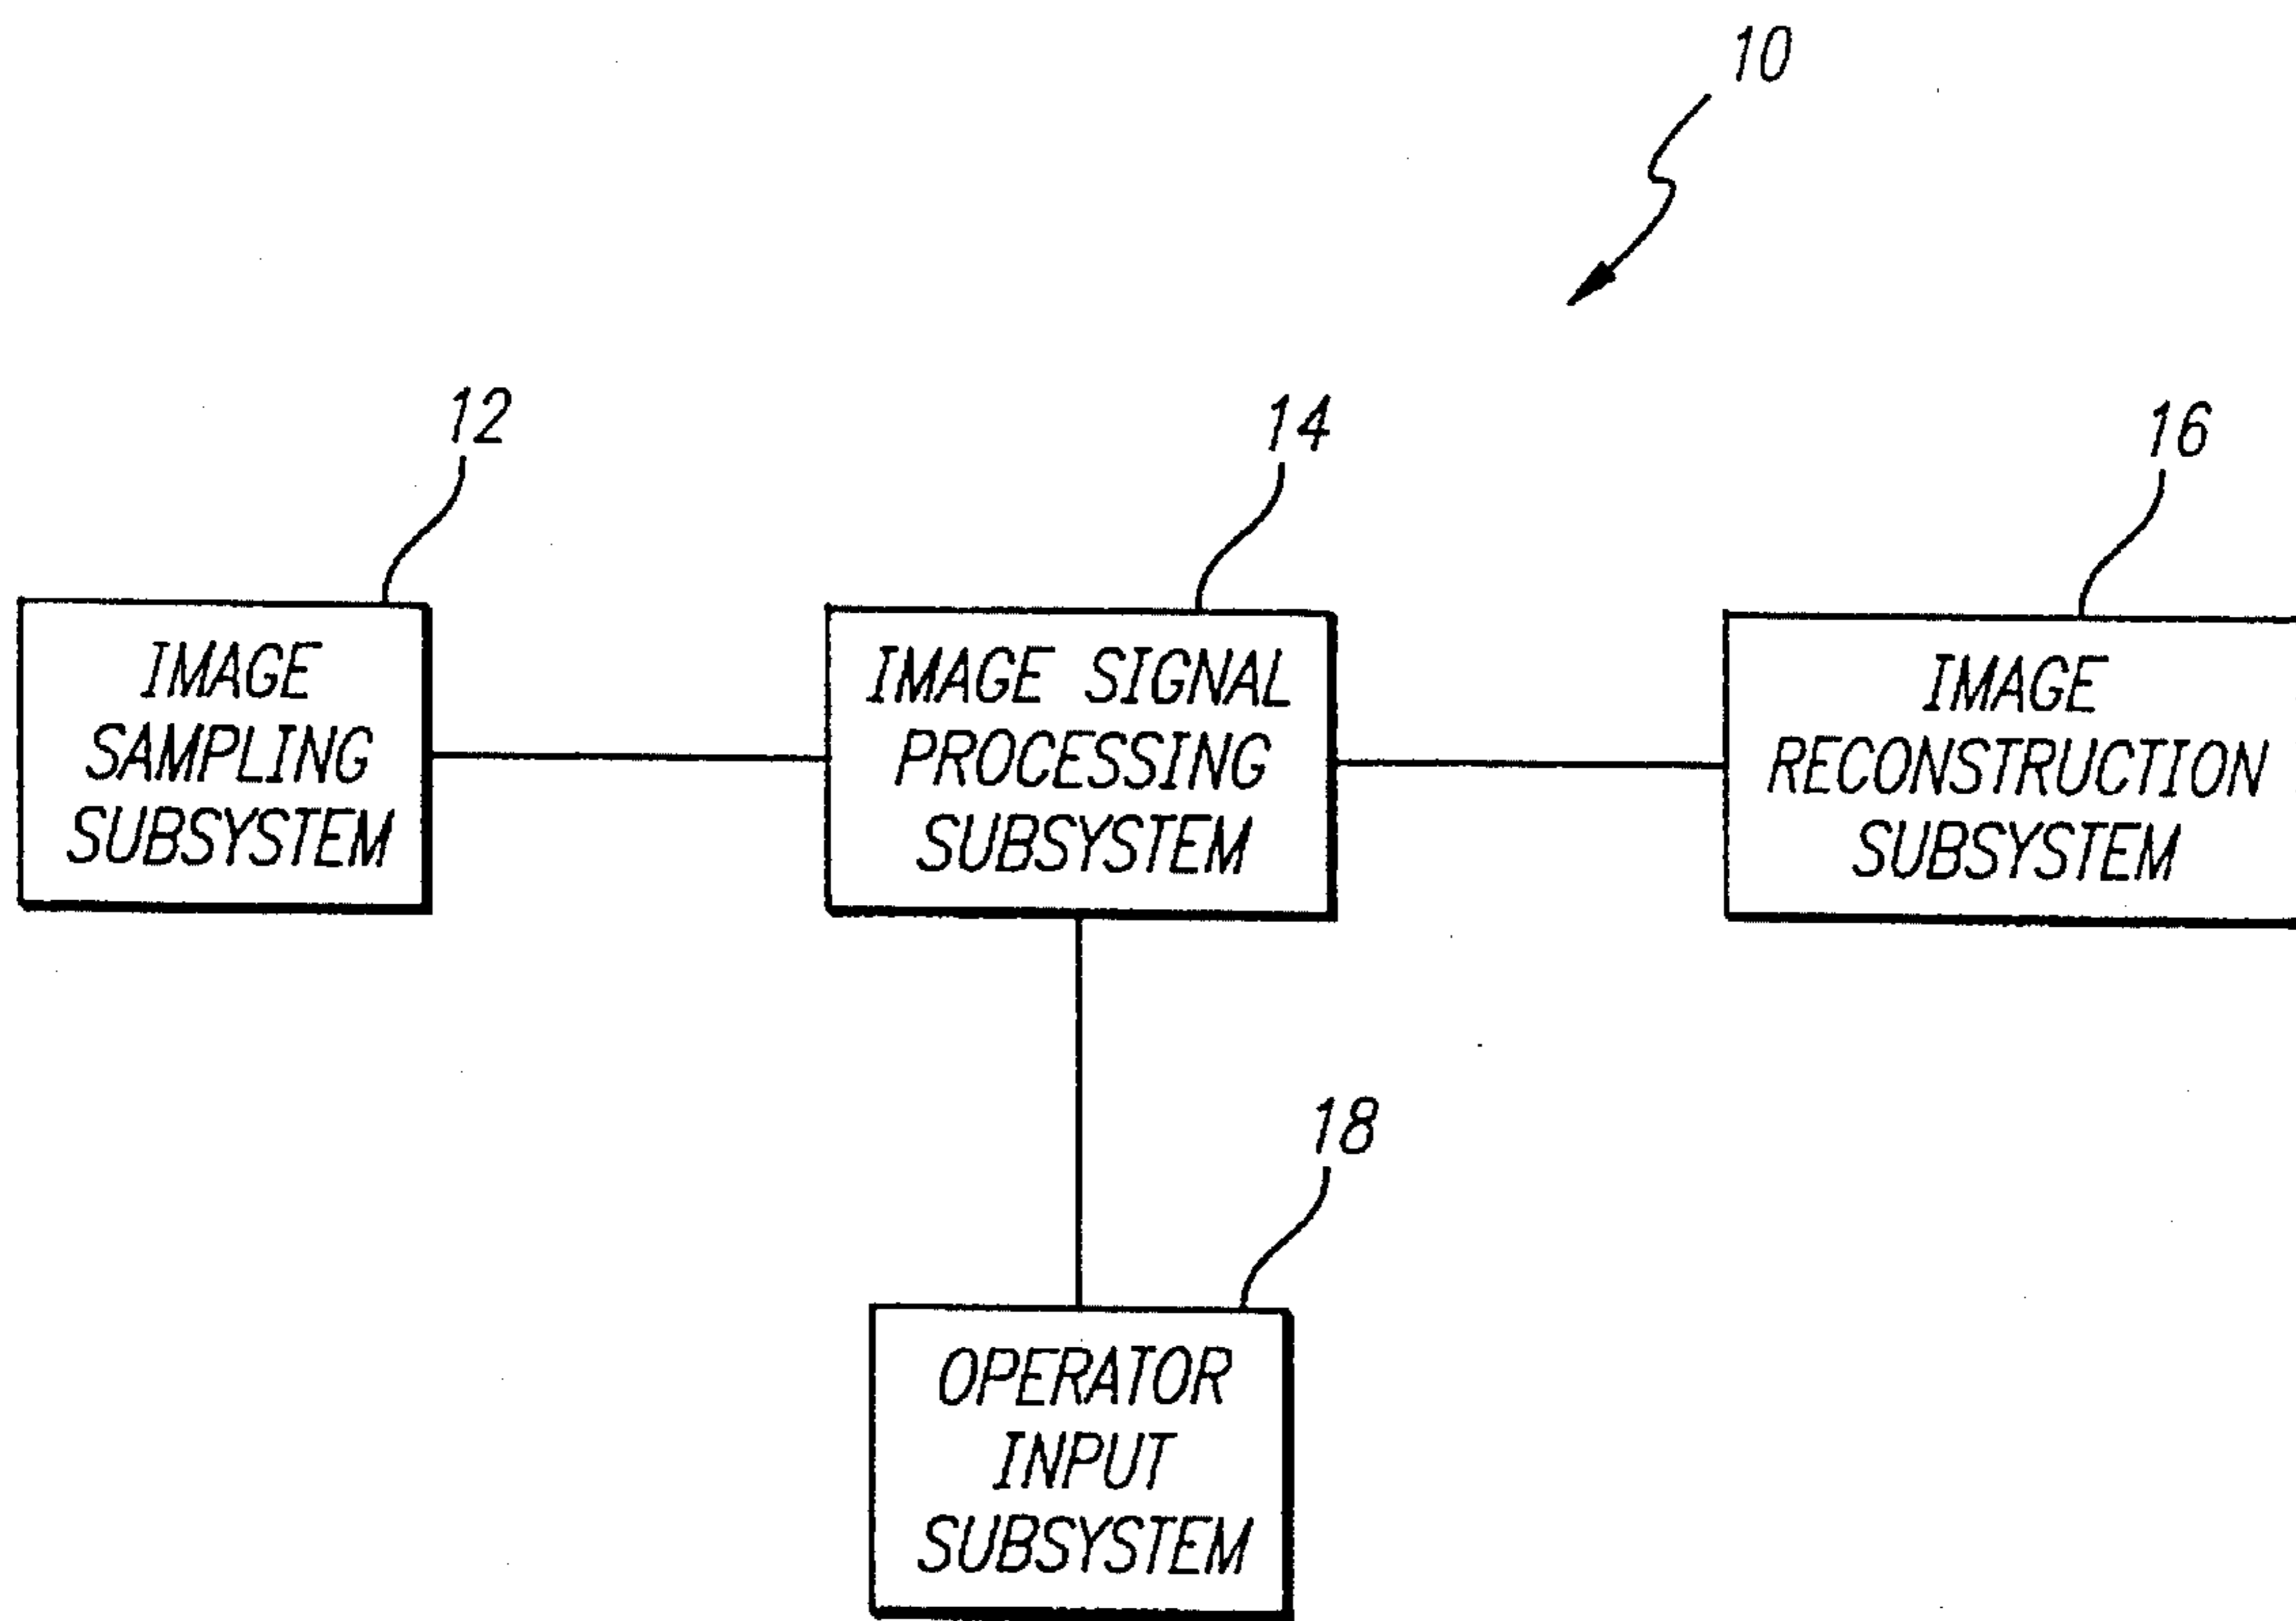 10
12
14
16
IMAGE
SAMPLING
SUBSYSTEM
IMAGE SIGNAL
PROCESSING
SUBSYSTEM
IMAGE
RECONSTRUCTION
SUBSYSTEM
18
OPERATOR
INPUT
SUBSYSTEM